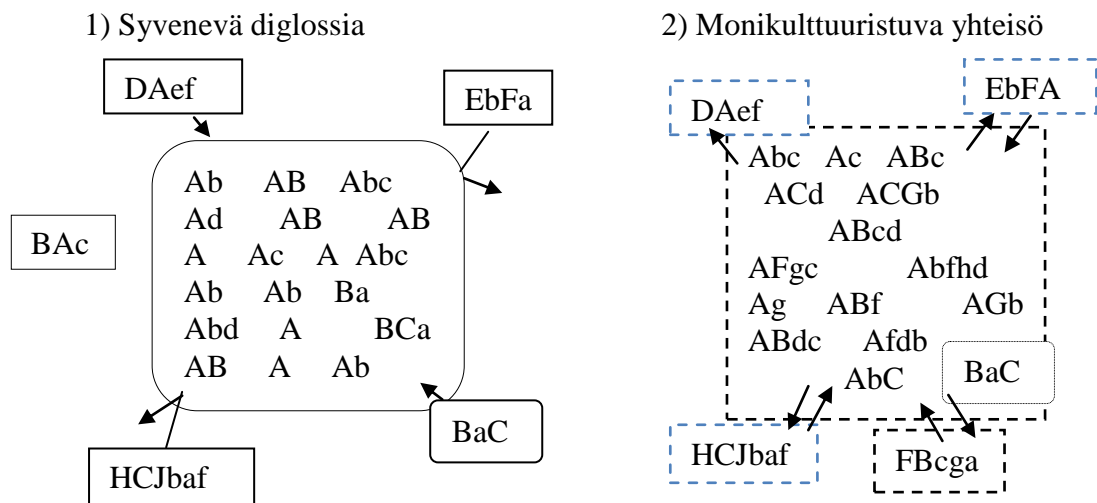 1) Syvenevä diglossia
DAef
EbFa
Ab AB Abc
Ad AB AB
BAc
A Ac A Abc
Ab Ab Ba
Abd A BCa
AB A Ab
BaC
HCJbaf
2) Monikulttuuristuva yhteisö
DAef
EbFA
Abc Ac ABc
ACd ACGb
ABcd
AFgc Abfhd
Ag ABf AGb
ABdc Afdb
AbC BaC
HCJbaf
FBcga